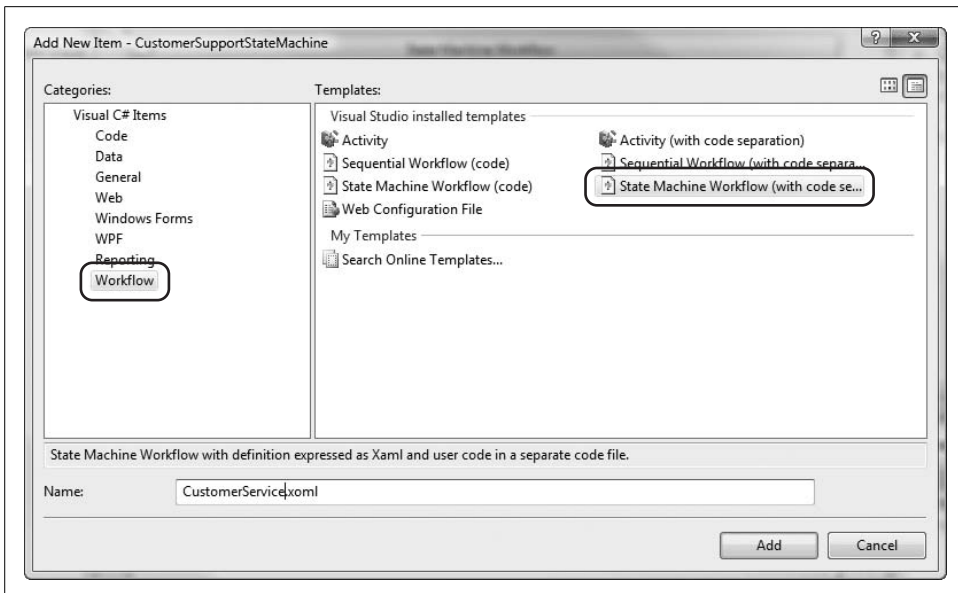 Add New Item - CustomerSupportStateMachine
Categories:
Templates:
Visual C# Items
Code
Data
General
Web
Windows Forms
WPF
Reporting
Workflow
Visual Studio installed templates
Activity
Activity (with code separation)
Sequential Workflow (code)
Sequential Workflow (with code separa...
State Machine Workflow (code)
State Machine Workflow (with code se...
Web Configuration File
My Templates
Search Online Templates...
State Machine Workflow with definition expressed as Xaml and user code in a separate code file.
Name:
CustomerService.xoml
Add
Cancel